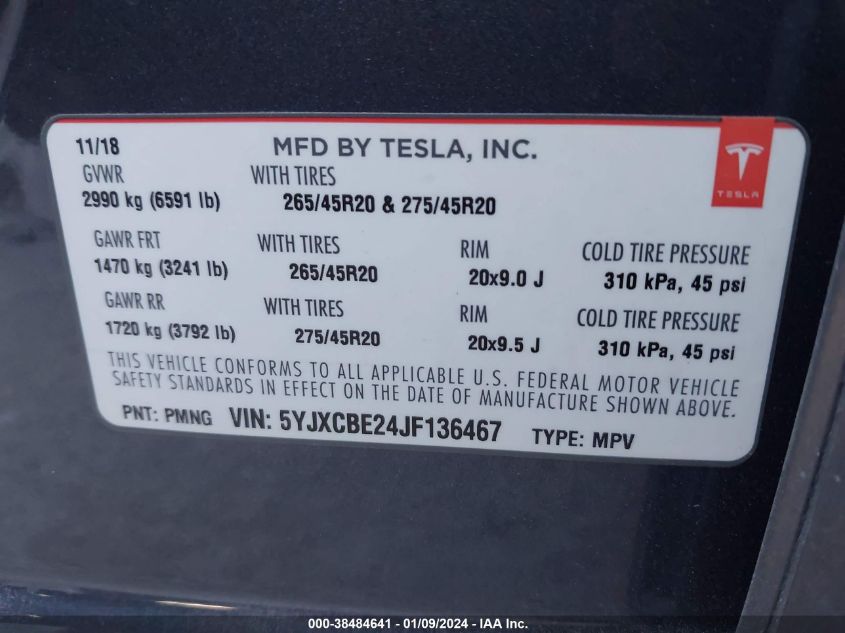 11/18 MFD BY TESLA, INC.
TESLA
GVWR WITH TIRES
2990 kg (6591 lb) 265/45R20 & 275/45R20
GAWR FRT WITH TIRES RIM COLD TIRE PRESSURE
1470 kg (3241 lb) 265/45R20 20x9.0 J 310 kPa, 45 psi
GAWR RR WITH TIRES RIM COLD TIRE PRESSURE
1720 kg (3792 lb) 275/45R20 20x9.5 J 310 kPa, 45 psi
THIS VEHICLE CONFORMS TO ALL APPLICABLE U.S. FEDERAL MOTOR VEHICLE
SAFETY STANDARDS IN EFFECT ON THE DATE OF MANUFACTURE SHOWN ABOVE.
PNT: PMNG VIN: 5YJXCBE24JF136467 TYPE: MPV
000-38484641 - 01/09/2024 - IAA Inc.